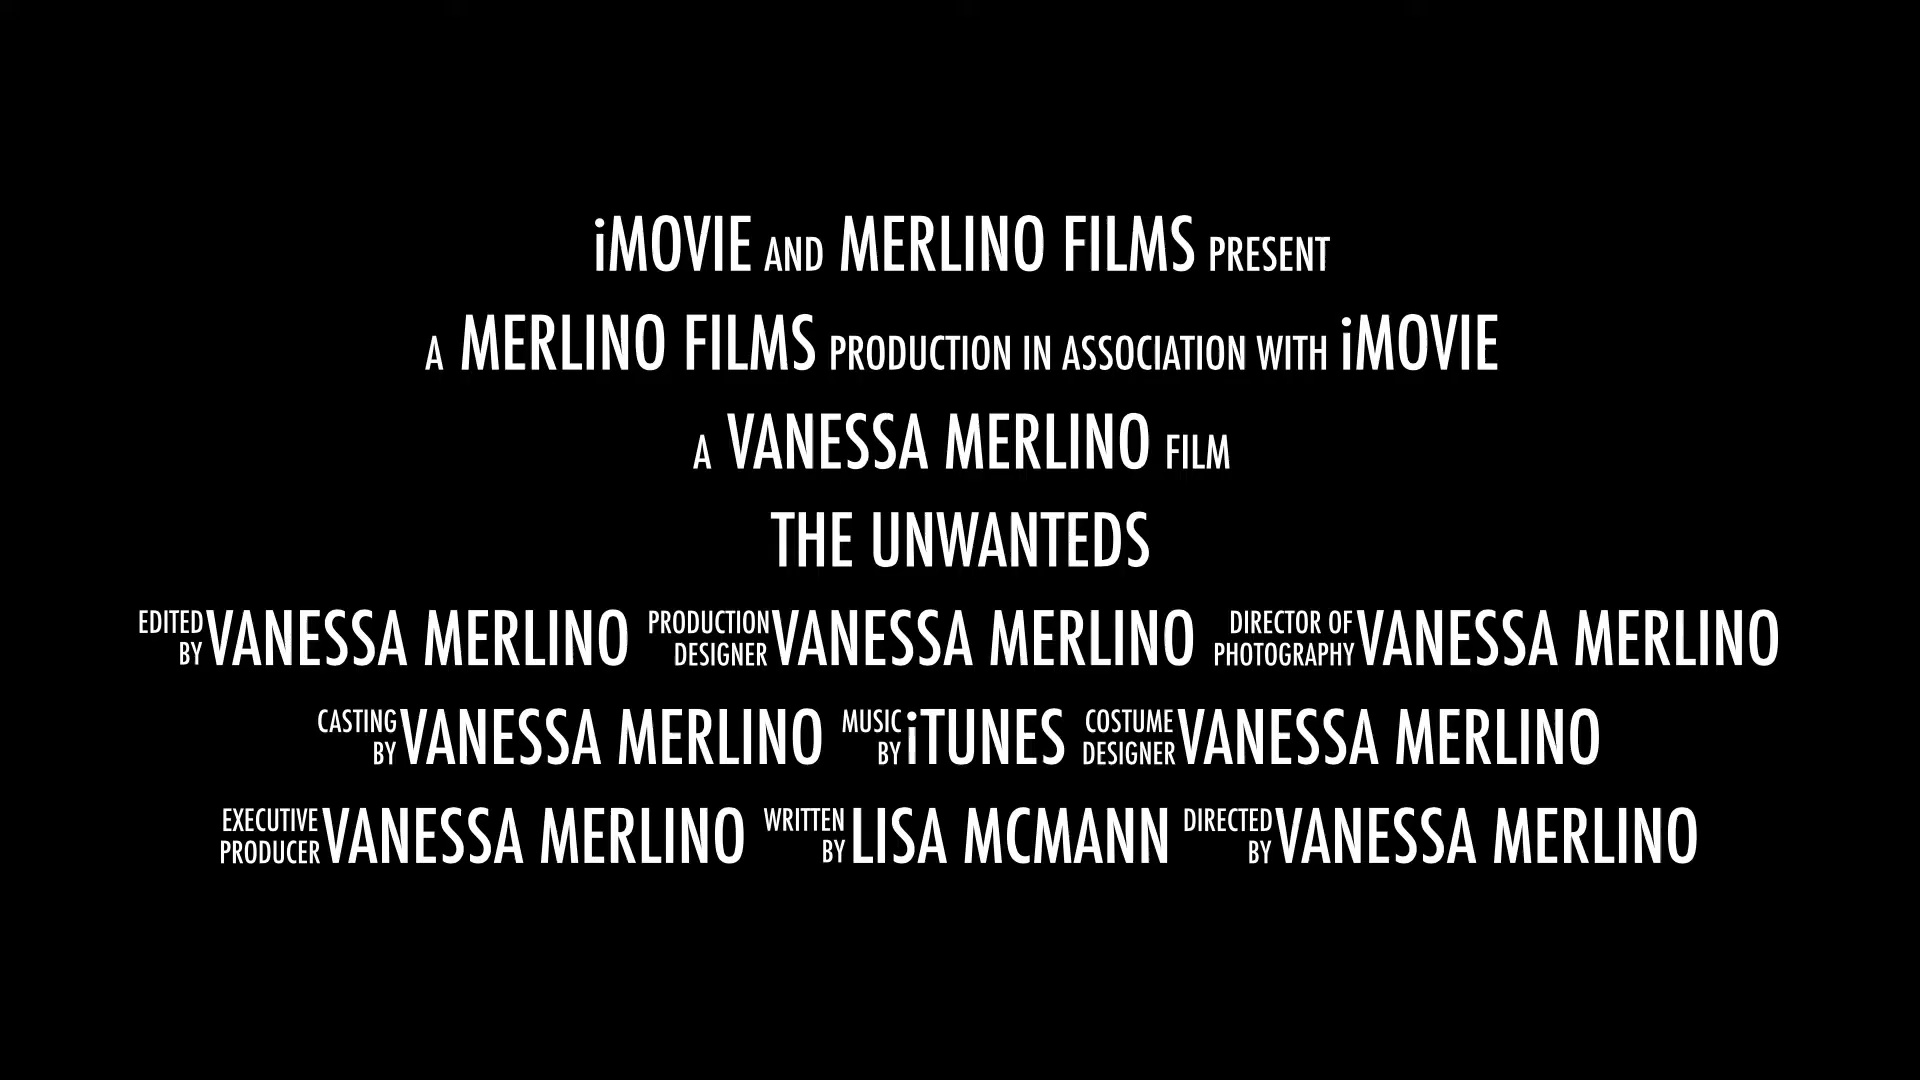 iMOVIE AND MERLINO FILMS PRESENT
A MERLINO FILMS PRODUCTION IN ASSOCIATION WITH iMOVIE
A VANESSA MERLINO FILM
THE UNWANTEDS
EDITED BY VANESSA MERLINO PRODUCTION DESIGNER VANESSA MERLINO DIRECTOR OF PHOTOGRAPHY VANESSA MERLINO
CASTING BY VANESSA MERLINO MUSIC BY iTUNES COSTUME DESIGNER VANESSA MERLINO
EXECUTIVE PRODUCER VANESSA MERLINO WRITTEN BY LISA MCMANN DIRECTED BY VANESSA MERLINO